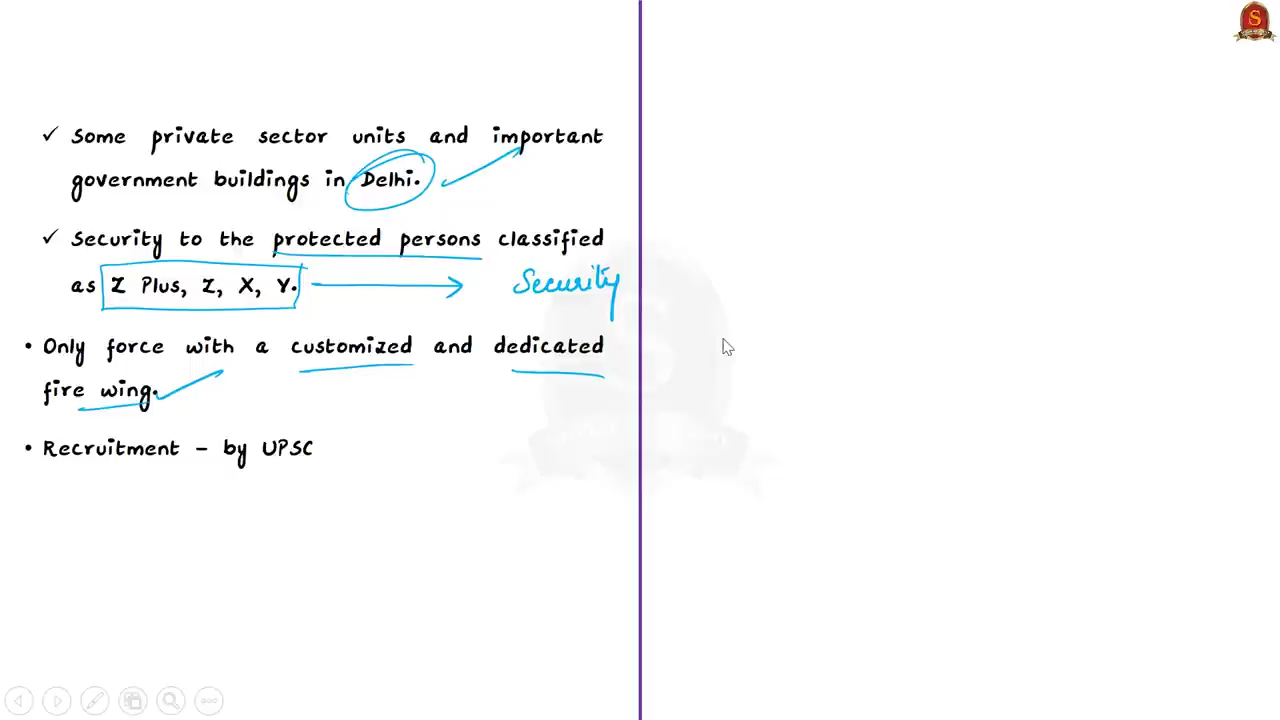 ✓ Some private sector units and important
government buildings in Delhi.
✓ Security to the protected persons classified
as Z Plus, Z, X, Y. Security
• Only force with a customized and dedicated
fire wing.
• Recruitment – by UPSC
S